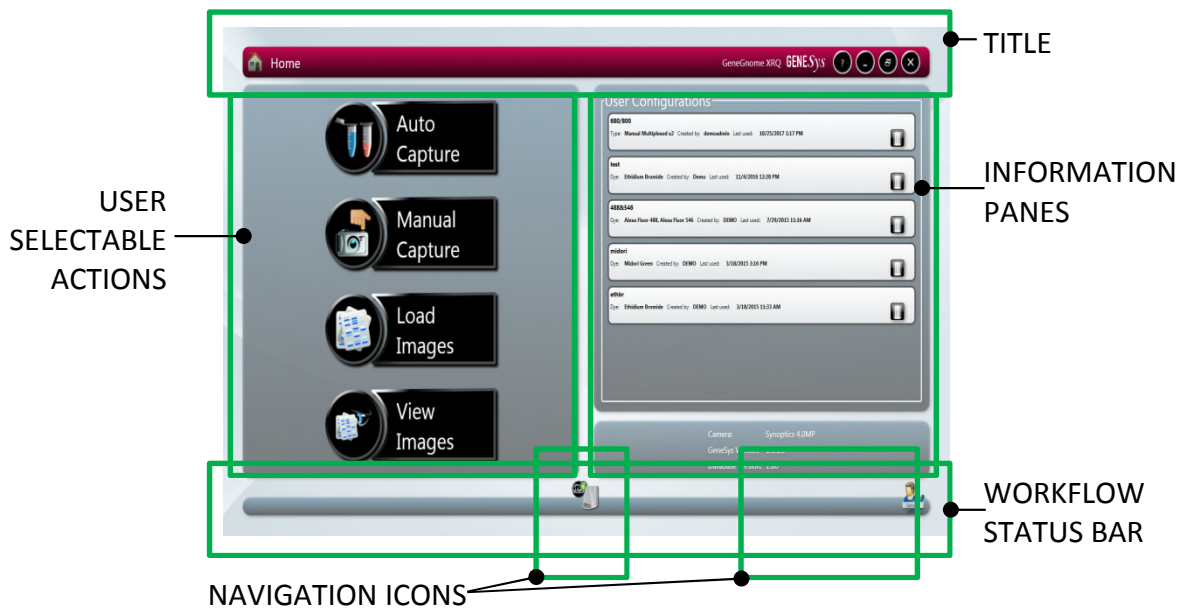 TITLE
Home
GeneGnome XRQ GENESys ?
USER
SELECTABLE
ACTIONS
Auto
Capture
Manual
Capture
Load
Images
View
Images
User Configurations
680/800
Type: Manual Multiplexed v2 Created by: demoadmin Last used: 10/25/2017 1:17 PM
test
Dye: Ethidium Bromide Created by: Demo Last used: 11/4/2016 12:28 PM
488&546
Dye: Alexa Fluor 488, Alexa Fluor 546 Created by: DEMO Last used: 7/29/2015 11:16 AM
midori
Dye: Midori Green Created by: DEMO Last used: 3/18/2015 3:16 PM
ethbr
Dye: Ethidium Bromide Created by: DEMO Last used: 3/18/2015 11:33 AM
INFORMATION
PANES
Camera: Synoptics 4.0MP
GeneSys
WORKFLOW
STATUS BAR
NAVIGATION ICONS